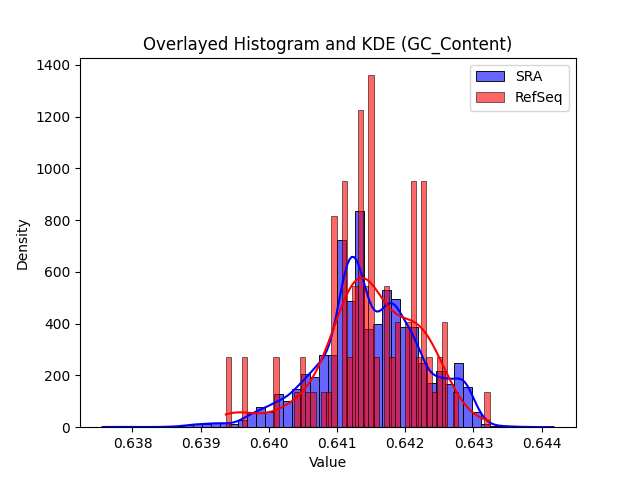 Overlayed Histogram and KDE (GC_Content)
SRA
RefSeq
1400
1200
1000
800
600
400
200
0
Density
0.638 0.639 0.640 0.641 0.642 0.643 0.644
Value